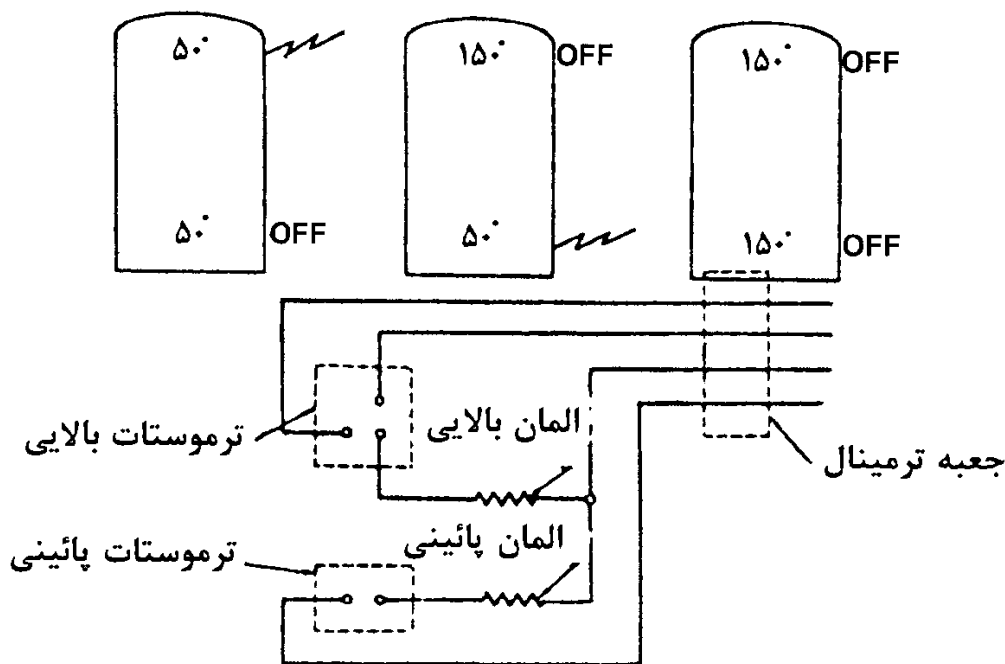 ۵۰° ۱۵۰° OFF ۱۵۰° OFF
۵۰° OFF ۵۰° ۱۵۰° OFF
المان بالایی
ترموستات بالایی
جعبه ترمینال
المان پائینی
ترموستات پائینی